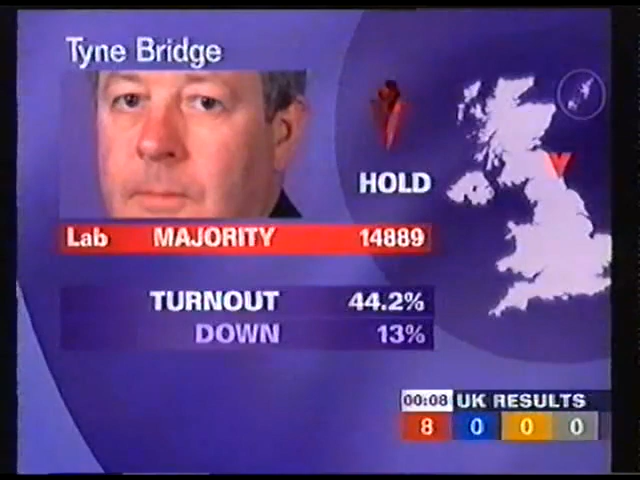 Tyne Bridge
HOLD
Lab MAJORITY 14889
TURNOUT 44.2%
DOWN 13%
00:08 UK RESULTS
8 0 0 0